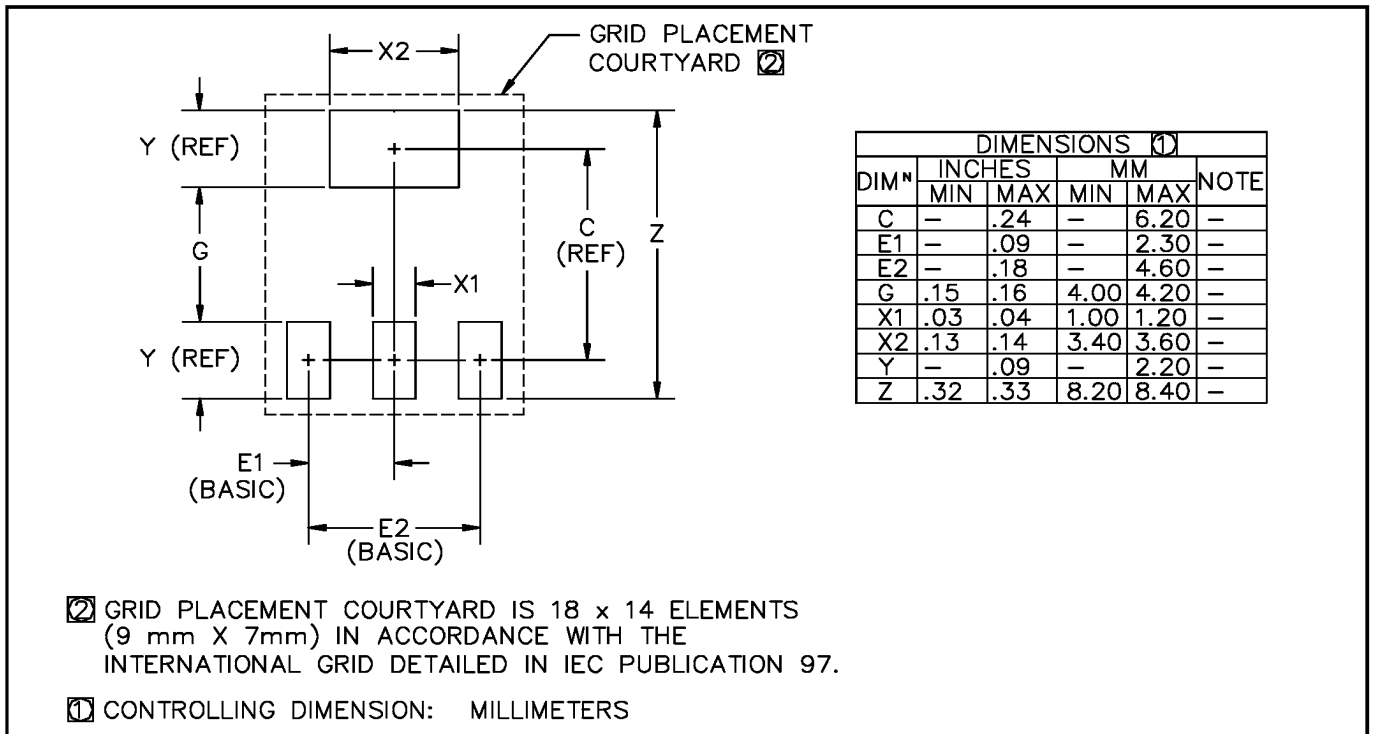 GRID PLACEMENT
COURTYARD ②
X2
Y (REF)
G
C
(REF)
Z
X1
Y (REF)
E1
(BASIC)
E2
(BASIC)
DIMENSIONS ①
DIMᴺ INCHES MM NOTE
MIN MAX MIN MAX
C – .24 – 6.20 –
E1 – .09 – 2.30 –
E2 – .18 – 4.60 –
G .15 .16 4.00 4.20 –
X1 .03 .04 1.00 1.20 –
X2 .13 .14 3.40 3.60 –
Y – .09 – 2.20 –
Z .32 .33 8.20 8.40 –
② GRID PLACEMENT COURTYARD IS 18 x 14 ELEMENTS
(9 mm X 7mm) IN ACCORDANCE WITH THE
INTERNATIONAL GRID DETAILED IN IEC PUBLICATION 97.
① CONTROLLING DIMENSION: MILLIMETERS